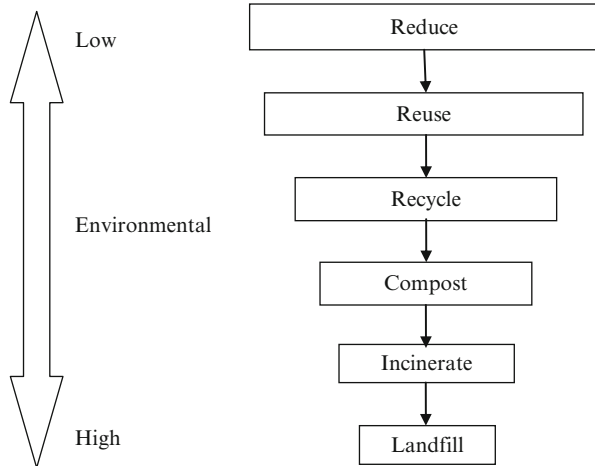 Low
Reduce
Reuse
Recycle
Environmental
Compost
Incinerate
High
Landfill